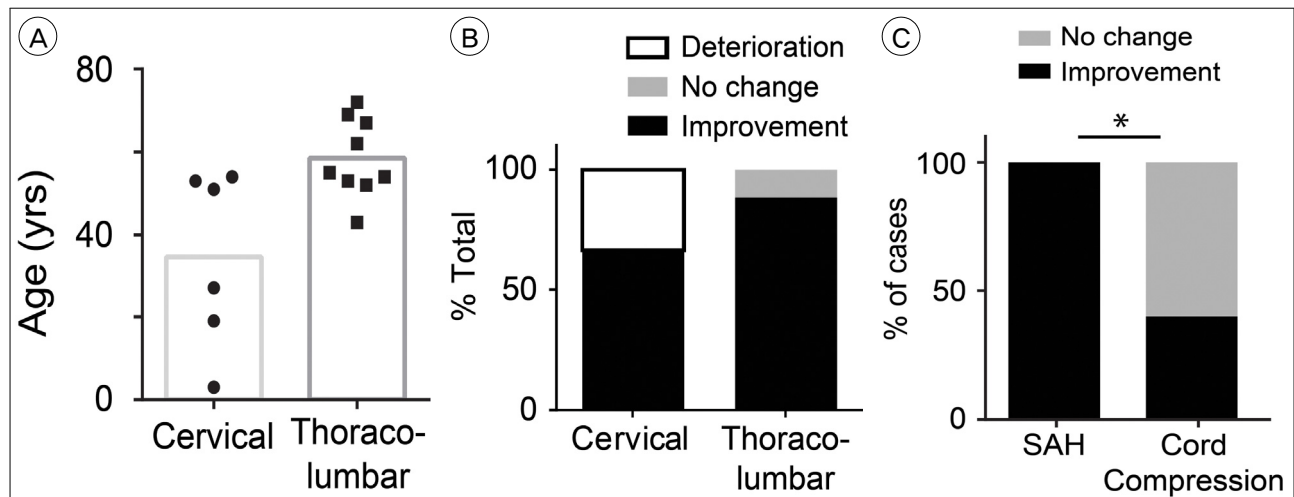 A
Age (yrs)
80
40
0
Cervical
Thoraco-
lumbar
B
Deterioration
No change
Improvement
% Total
100
50
0
Cervical
Thoraco-
lumbar
C
No change
Improvement
*
% of cases
100
50
0
SAH
Cord
Compression